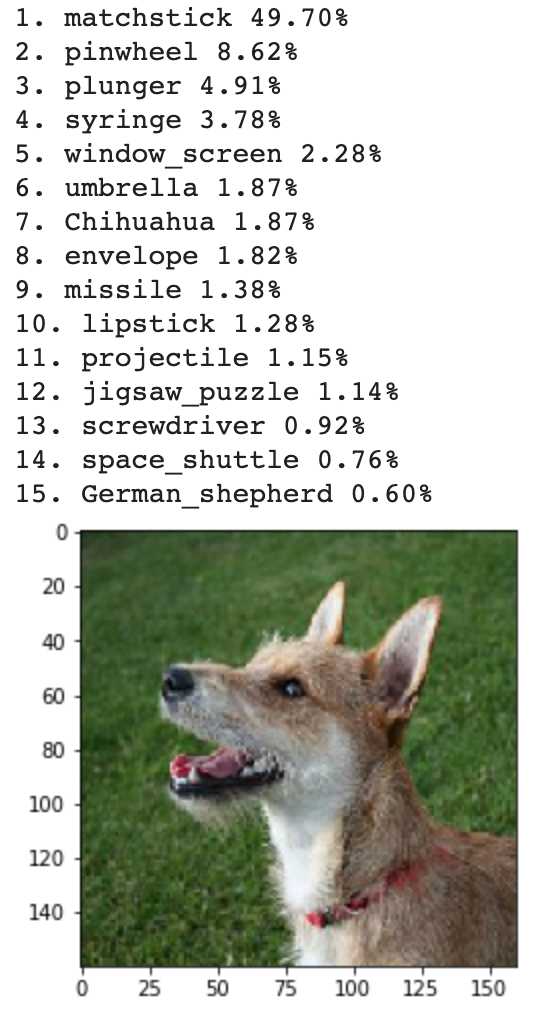 1. matchstick 49.70%
2. pinwheel 8.62%
3. plunger 4.91%
4. syringe 3.78%
5. window_screen 2.28%
6. umbrella 1.87%
7. Chihuahua 1.87%
8. envelope 1.82%
9. missile 1.38%
10. lipstick 1.28%
11. projectile 1.15%
12. jigsaw_puzzle 1.14%
13. screwdriver 0.92%
14. space_shuttle 0.76%
15. German_shepherd 0.60%
0
20
40
60
80
100
120
140
0 25 50 75 100 125 150